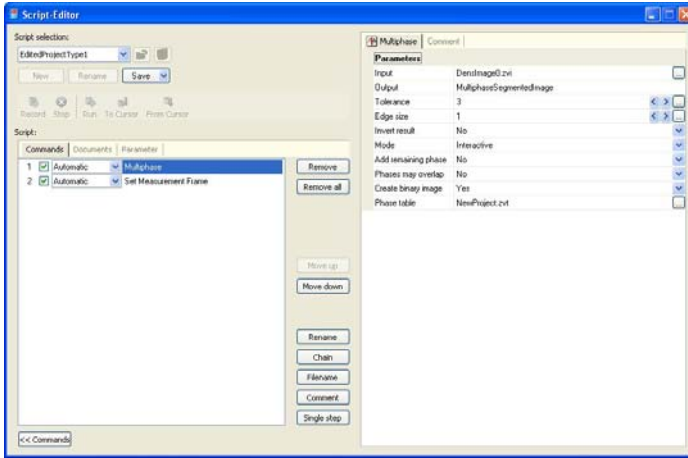 Script-Editor
Script selection:
EditedProjectType1
New Rename Save
Record Stop Run To Cursor From Cursor
Script:
Commands Documents Parameter
1 Automatic Multiphase
2 Automatic Set Measurement Frame
Remove
Remove all
Move up
Move down
Rename
Chain
Filename
Comment
Single step
<< Commands
Multiphase Comment
Parameters
Input DensImage0.zvi
Output MultiphaseSegmentedImage
Tolerance 3
Edge size 1
Invert result No
Mode Interactive
Add remaining phase No
Phases may overlap No
Create binary image Yes
Phase table NewProject.zvt